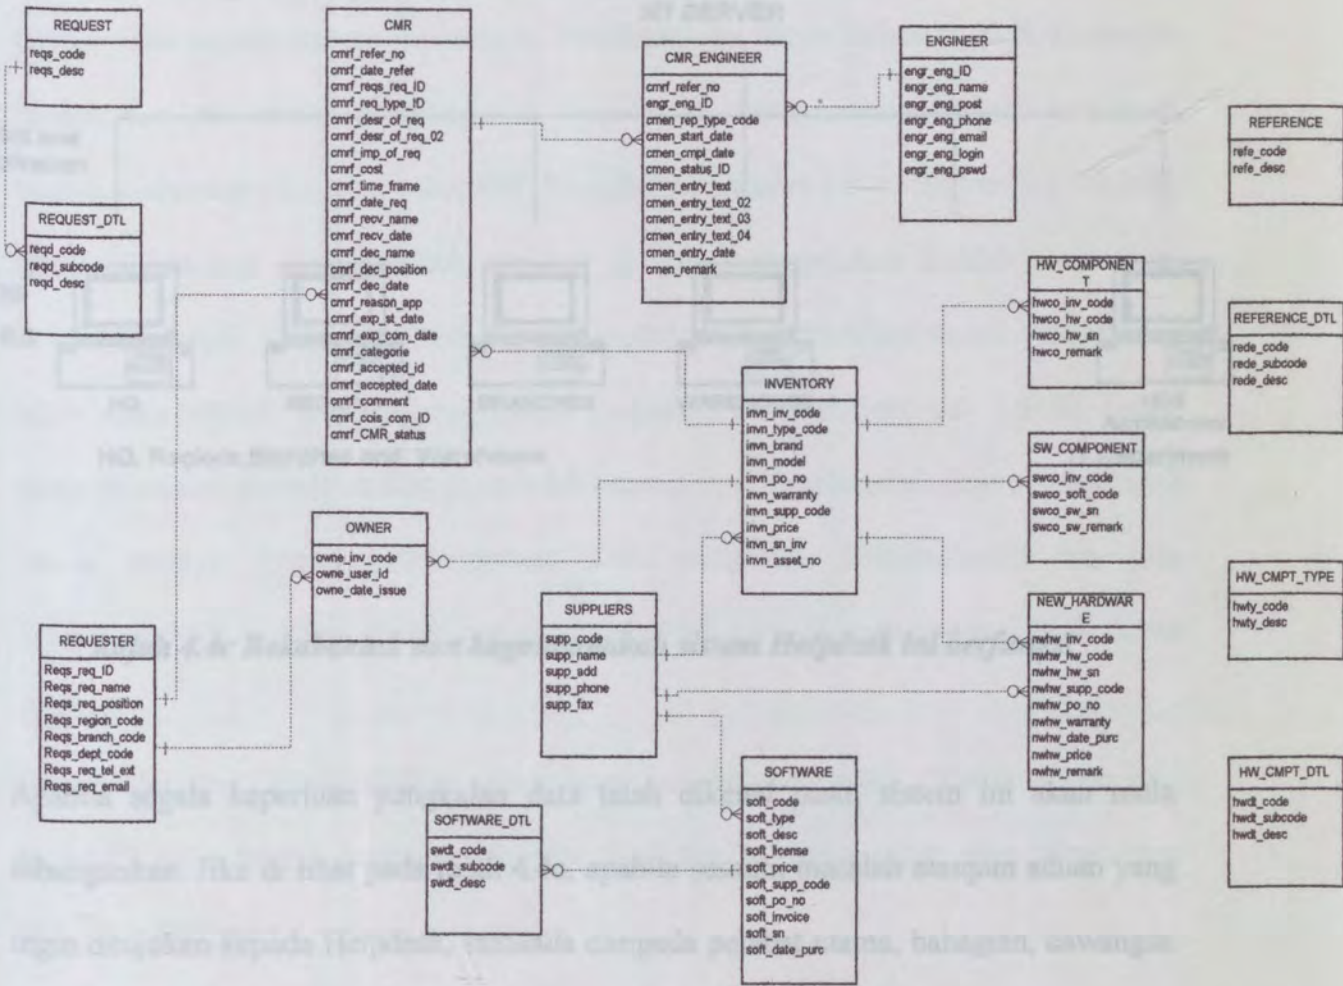 REQUEST
reqs_code
reqs_desc
REQUEST_DTL
reqd_code
reqd_subcode
reqd_desc
CMR
cmrf_refer_no
cmrf_date_refer
cmrf_reqs_req_ID
cmrf_req_type_ID
cmrf_desr_of_req
cmrf_desr_of_req_02
cmrf_imp_of_req
cmrf_cost
cmrf_time_frame
cmrf_date_req
cmrf_recv_name
cmrf_recv_date
cmrf_dec_name
cmrf_dec_position
cmrf_dec_date
cmrf_reason_app
cmrf_exp_st_date
cmrf_exp_com_date
cmrf_categorie
cmrf_accepted_id
cmrf_accepted_date
cmrf_comment
cmrf_cois_com_ID
cmrf_CMR_status
CMR_ENGINEER
cmrf_refer_no
engr_eng_ID
cmen_rep_type_code
cmen_start_date
cmen_cmpl_date
cmen_status_ID
cmen_entry_text
cmen_entry_text_02
cmen_entry_text_03
cmen_entry_text_04
cmen_entry_date
cmen_remark
ENGINEER
engr_eng_ID
engr_eng_name
engr_eng_post
engr_eng_phone
engr_eng_email
engr_eng_login
engr_eng_pswd
REFERENCE
refe_code
refe_desc
REFERENCE_DTL
rede_code
rede_subcode
rede_desc
HW_COMPONEN
T
hwco_inv_code
hwco_hw_code
hwco_hw_sn
hwco_remark
INVENTORY
invn_inv_code
invn_type_code
invn_brand
invn_model
invn_po_no
invn_warranty
invn_supp_code
invn_price
invn_sn_inv
invn_asset_no
SW_COMPONENT
swco_inv_code
swco_soft_code
swco_sw_sn
swco_sw_remark
OWNER
owne_inv_code
owne_user_id
owne_date_issue
REQUESTER
Reqs_req_ID
Reqs_req_name
Reqs_req_position
Reqs_region_code
Reqs_branch_code
Reqs_dept_code
Reqs_req_tel_ext
Reqs_req_email
SUPPLIERS
supp_code
supp_name
supp_add
supp_phone
supp_fax
NEW_HARDWAR
E
nwhw_inv_code
nwhw_hw_code
nwhw_hw_sn
nwhw_supp_code
nwhw_po_no
nwhw_warranty
nwhw_date_purc
nwhw_price
nwhw_remark
HW_CMPT_TYPE
hwty_code
hwty_desc
HW_CMPT_DTL
hwdt_code
hwdt_subcode
hwdt_desc
SOFTWARE_DTL
swdt_code
swdt_subcode
swdt_desc
SOFTWARE
soft_code
soft_type
soft_desc
soft_license
soft_price
soft_supp_code
soft_po_no
soft_invoice
soft_sn
soft_date_purc